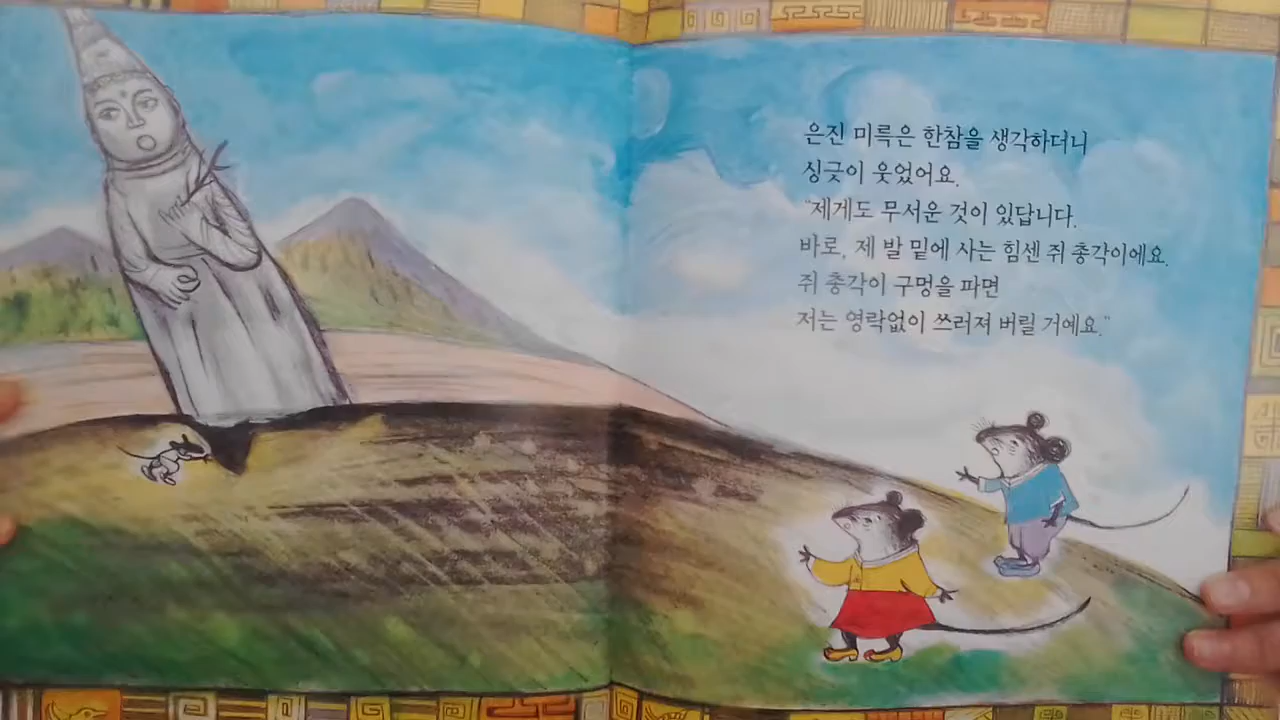 은진 미륵은 한참을 생각하더니
싱긋이 웃었어요.
"제게도 무서운 것이 있답니다.
바로, 제 발 밑에 사는 힘센 쥐 총각이에요.
쥐 총각이 구멍을 파면
저는 영락없이 쓰러져 버릴 거예요."